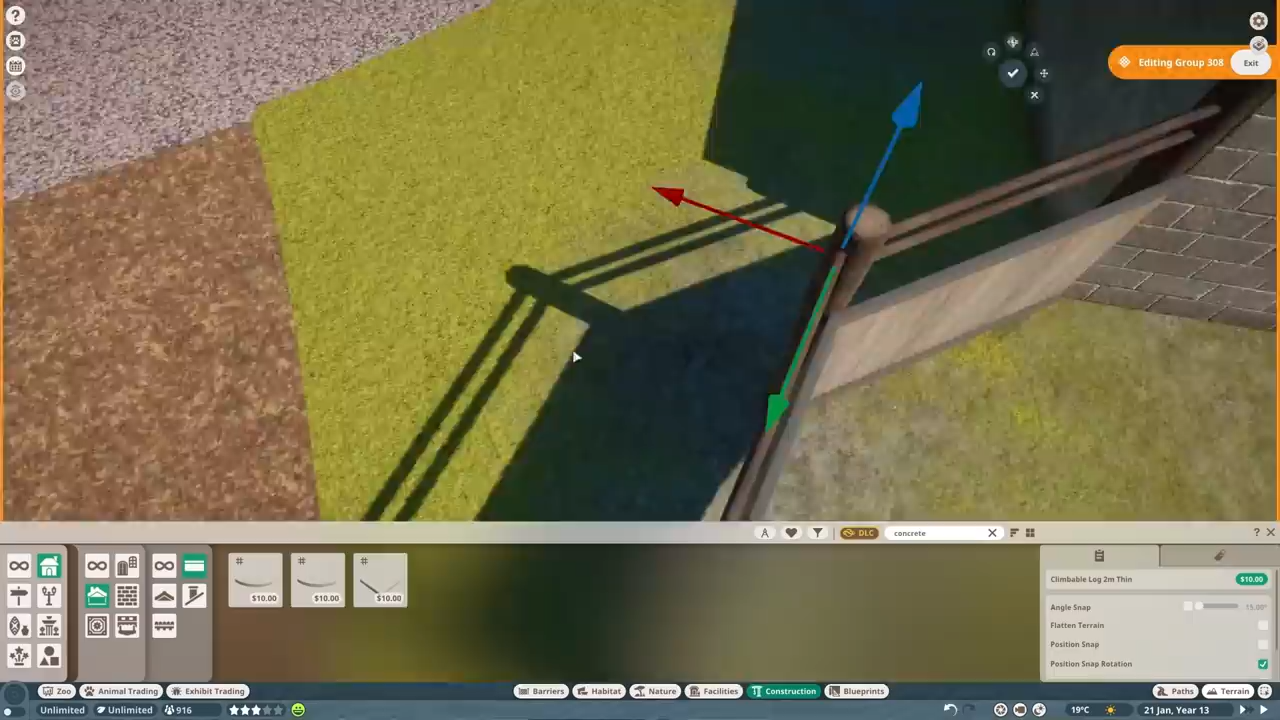 Editing Group 308
Exit
A
DLC
concrete
$10.00
$10.00
$10.00
Climbable Log 2m Thin
$10.00
Angle Snap
15.00°
Flatten Terrain
Position Snap
Position Snap Rotation
Zoo
Animal Trading
Exhibit Trading
Barriers
Habitat
Nature
Facilities
Construction
Blueprints
Paths
Terrain
Unlimited
Unlimited
916
19°C
21 Jan, Year 13